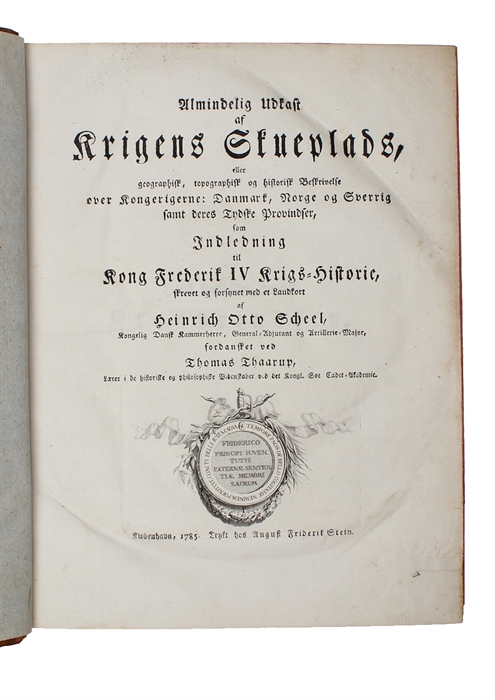 Almindelig Udkast
af
Krigens Skueplads,
eller
geographisk, topographisk og historisk Beskrivelse
over Kongerigerne: Danmark, Norge og Sverrig
samt deres Tydske Provindser,
som
Indledning
til
Kong Frederik IV Krigs-Historie,
skrevet og forsynet med et Landkort
af
Heinrich Otto Scheel,
Kongelig Dansk Kammerherre, General-Adjutant og Artillerie-Major,
fordansket ved
Thomas Thaarup,
Lærer i de historiske og philosophiske Videnskaber ved det Kongl. Søe Cadet-Akademie.
FRIDERICO
PRINCIPI IUVEN
TUTIS
PATERNÆ SENTEN
TIÆ MEMORI
SACRUM
Kiøbenhavn, 1785. Trykt hos August Friderik Stein.